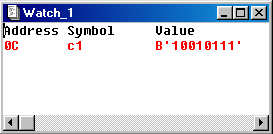 Watch_1
Address Symbol Value
0C c1 B'10010111'